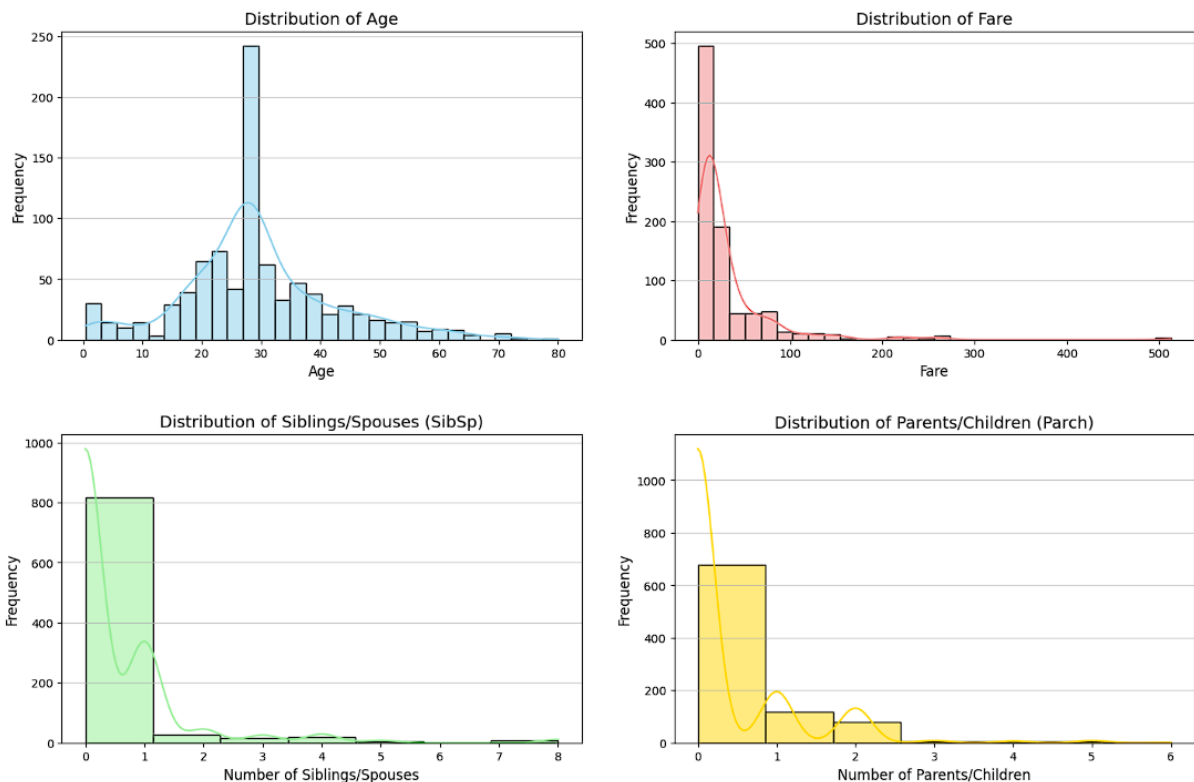 Distribution of Age
250
200
150
100
50
0
Frequency
0 10 20 30 40 50 60 70 80
Age
Distribution of Fare
500
400
300
200
100
0
Frequency
0 100 200 300 400 500
Fare
Distribution of Siblings/Spouses (SibSp)
1000
800
600
400
200
0
Frequency
0 1 2 3 4 5 6 7 8
Number of Siblings/Spouses
Distribution of Parents/Children (Parch)
1000
800
600
400
200
0
Frequency
0 1 2 3 4 5 6
Number of Parents/Children